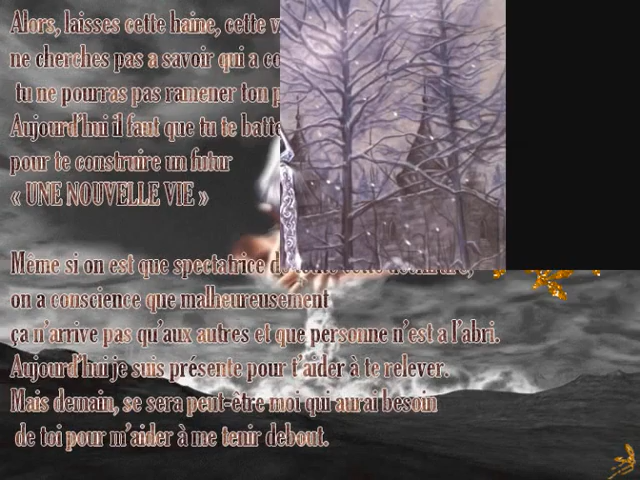 Alors, laisses cette haine, cette
ne cherches pas a savoir qui a
tu ne pourras pas ramener ton
Aujourd'hui il faut que tu te batte
pour te construire un futur
« UNE NOUVELLE VIE »
Même si on est que spectatrice
on a conscience que malheureusement
ça n'arrive pas qu'aux autres et que personne n'est a l'abri.
Aujourd'hui je suis présente pour t'aider à te relever.
Mais demain, se sera peut-être moi qui aurai besoin
de toi pour m'aider à me tenir debout.